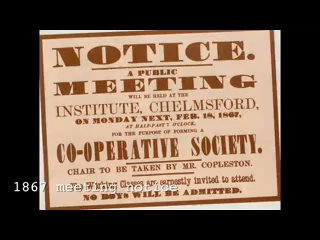 NOTICE.
A PUBLIC
MEETING
WILL BE HELD AT THE
INSTITUTE, CHELMSFORD,
ON MONDAY NEXT, FEB. 18, 1867,
AT HALF-PAST 7 O'CLOCK,
FOR THE PURPOSE OF FORMING A
CO-OPERATIVE SOCIETY.
CHAIR TO BE TAKEN BY MR. COPLESTON.
1867 meeting notice
Classes are earnestly invited to attend.
NO BOYS WILL BE ADMITTED.